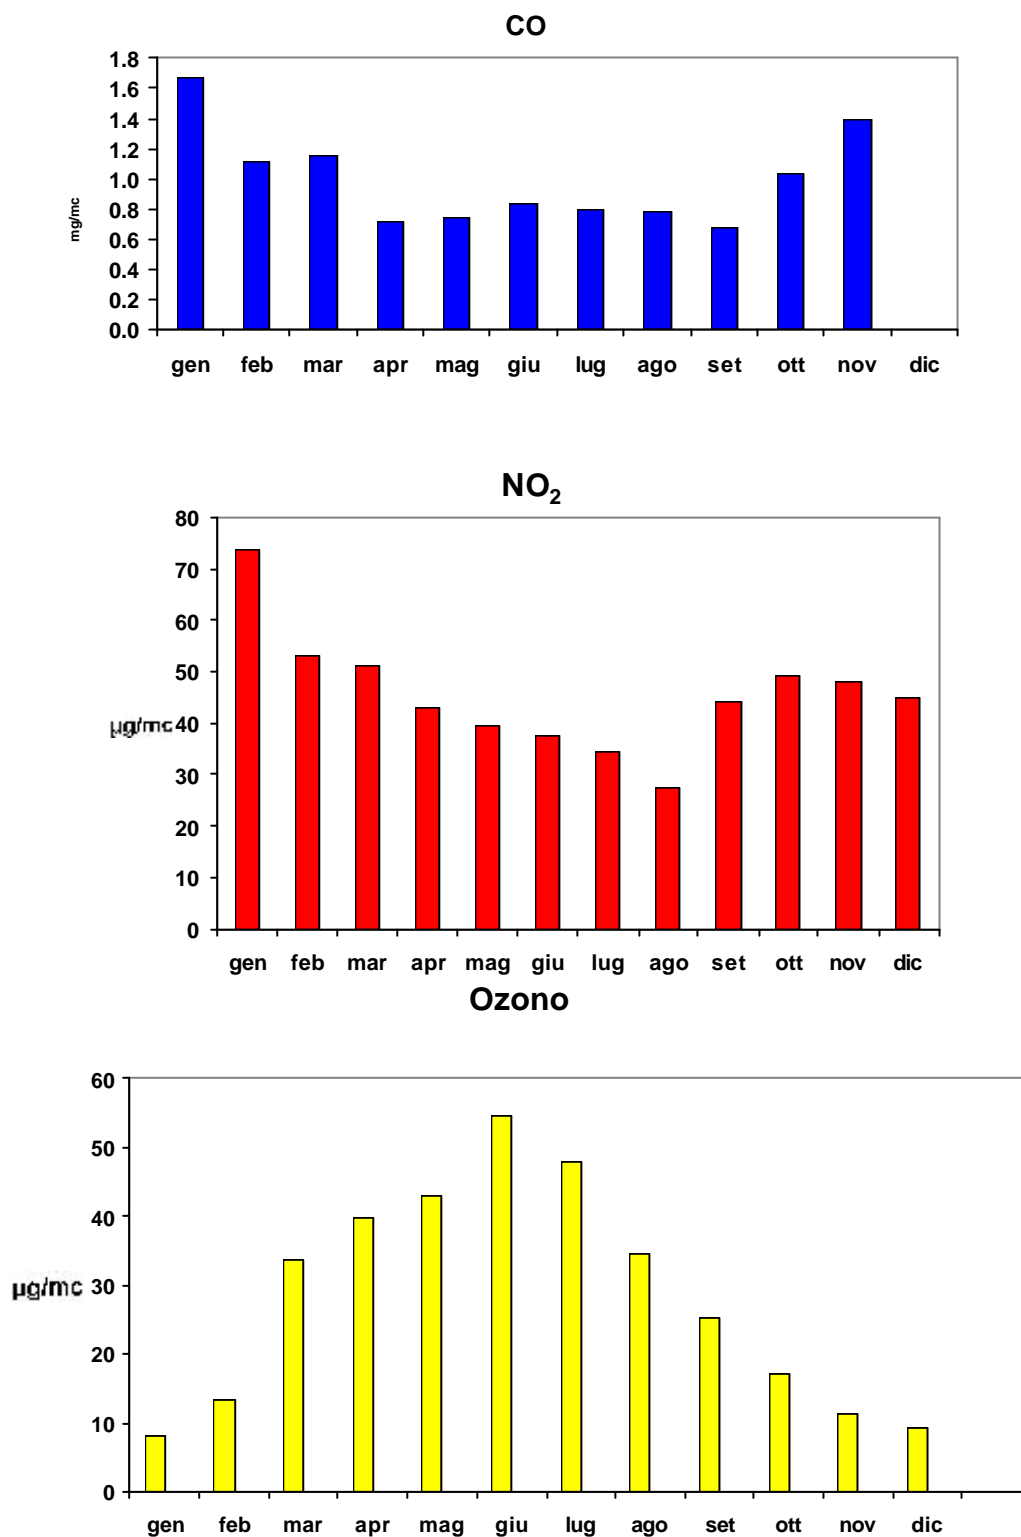 CO
1.8
1.6
1.4
1.2
1.0
0.8
0.6
0.4
0.2
0.0
mg/mc
gen feb mar apr mag giu lug ago set ott nov dic
NO₂
80
70
60
50
40
30
20
10
0
µg/mc
gen feb mar apr mag giu lug ago set ott nov dic
Ozono
60
50
40
30
20
10
0
µg/mc
gen feb mar apr mag giu lug ago set ott nov dic